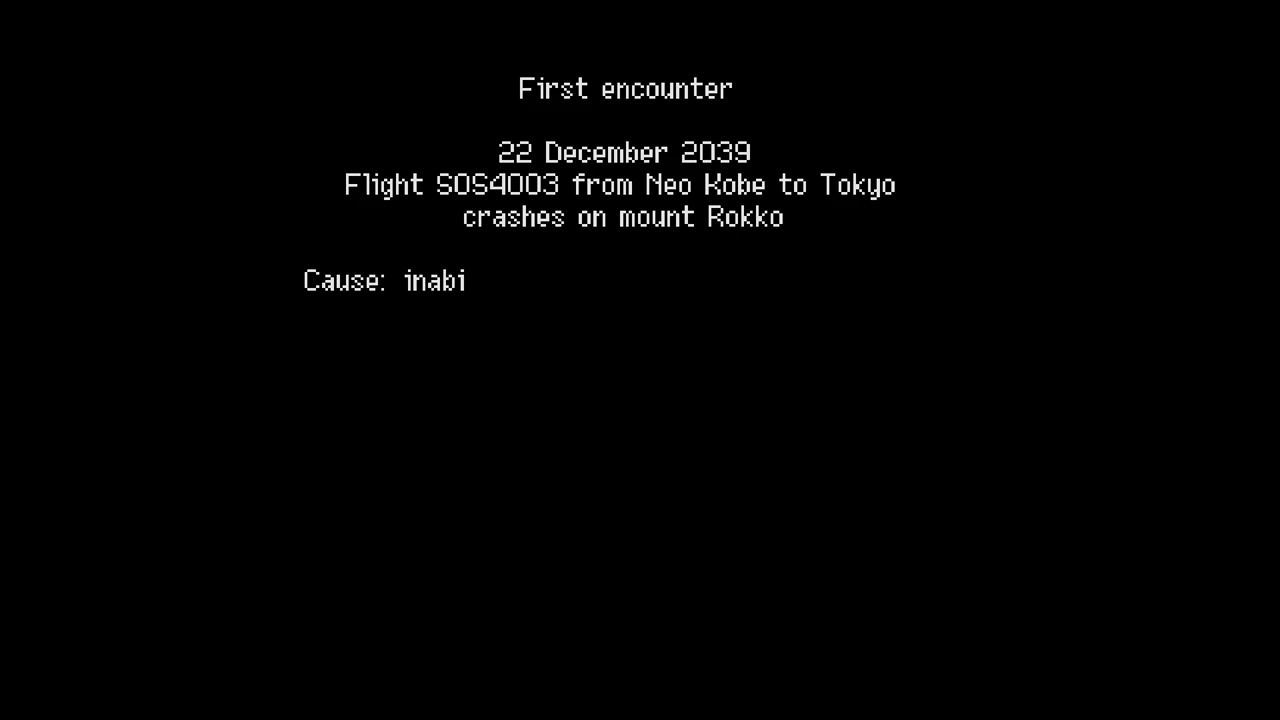 First encounter
22 December 2039
Flight SOS4003 from Neo Kobe to Tokyo
crashes on mount Rokko
Cause: inabi